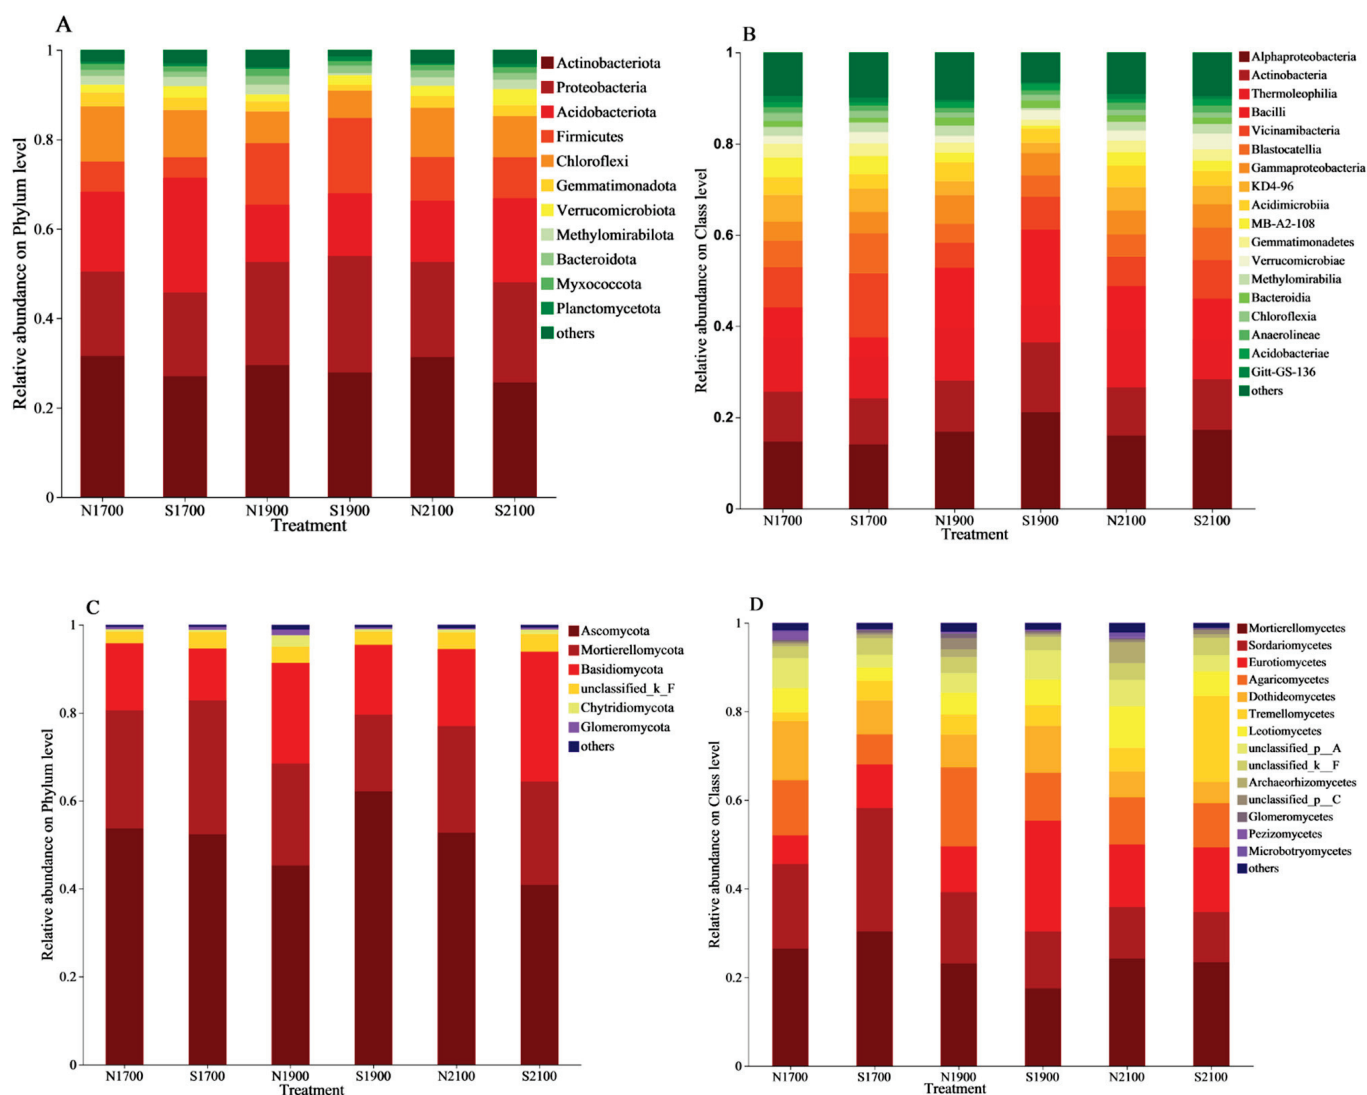 A
Relative abundance on Phylum level
1
0.8
0.6
0.4
0.2
0
N1700 S1700 N1900 S1900 N2100 S2100
Treatment
Actinobacteriota
Proteobacteria
Acidobacteriota
Firmicutes
Chloroflexi
Gemmatimonadota
Verrucomicrobiota
Methylomirabilota
Bacteroidota
Myxococcota
Planctomycetota
others
B
Relative abundance on Class level
1
0.8
0.6
0.4
0.2
0
N1700 S1700 N1900 S1900 N2100 S2100
Treatment
Alphaproteobacteria
Actinobacteria
Thermoleophilia
Bacilli
Vicinamibacteria
Blastocatellia
Gammaproteobacteria
KD4-96
Acidimicrobiia
MB-A2-108
Gemmatimonadetes
Verrucomicrobiae
Methylomirabilia
Bacteroidia
Chloroflexia
Anaerolineae
Acidobacteriae
Gitt-GS-136
others
C
Relative abundance on Phylum level
1
0.8
0.6
0.4
0.2
0
N1700 S1700 N1900 S1900 N2100 S2100
Treatment
Ascomycota
Mortierellomycota
Basidiomycota
unclassified_k_F
Chytridiomycota
Glomeromycota
others
D
Relative abundance on Class level
1
0.8
0.6
0.4
0.2
0
N1700 S1700 N1900 S1900 N2100 S2100
Treatment
Mortierellomycetes
Sordariomycetes
Eurotiomycetes
Agaricomycetes
Dothideomycetes
Tremellomycetes
Leotiomycetes
unclassified_p__A
unclassified_k__F
Archaeorhizomycetes
unclassified_p__C
Glomeromycetes
Pezizomycetes
Microbotryomycetes
others